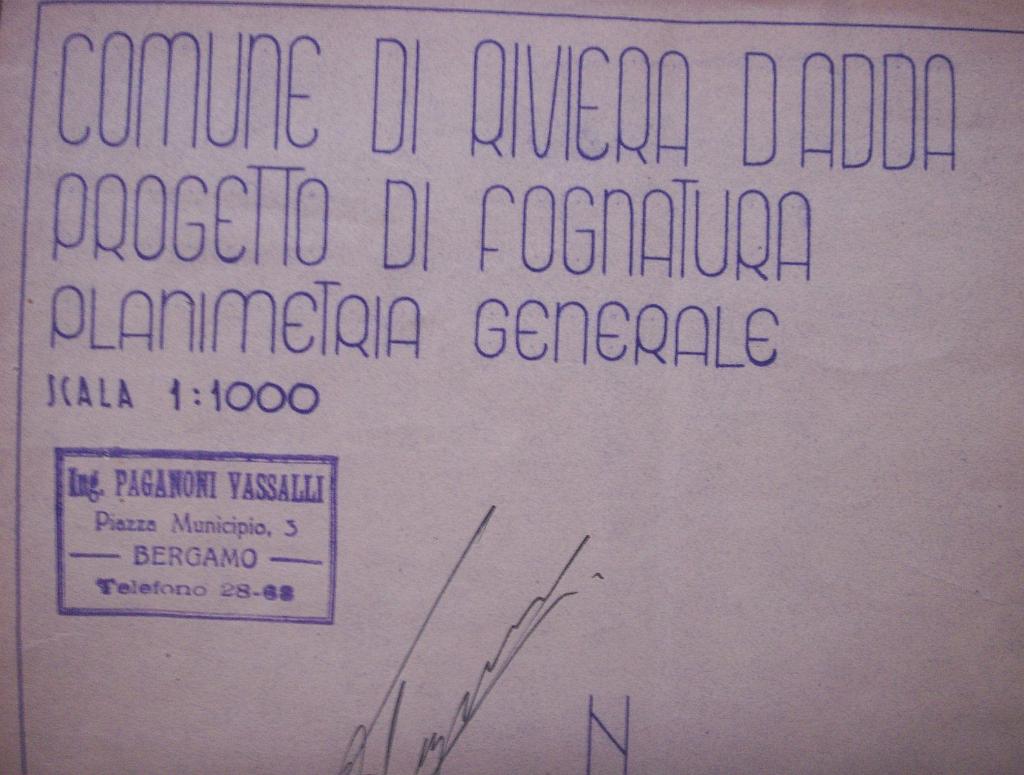 COMUNE DI RIVIERA D ADDA
PROGETTO DI FOGNATURA
PLANIMETRIA GENERALE
SCALA 1:1000
Ing. PAGANONI VASSALLI
Piazza Municipio, 3
BERGAMO
Telefono 28-68
N